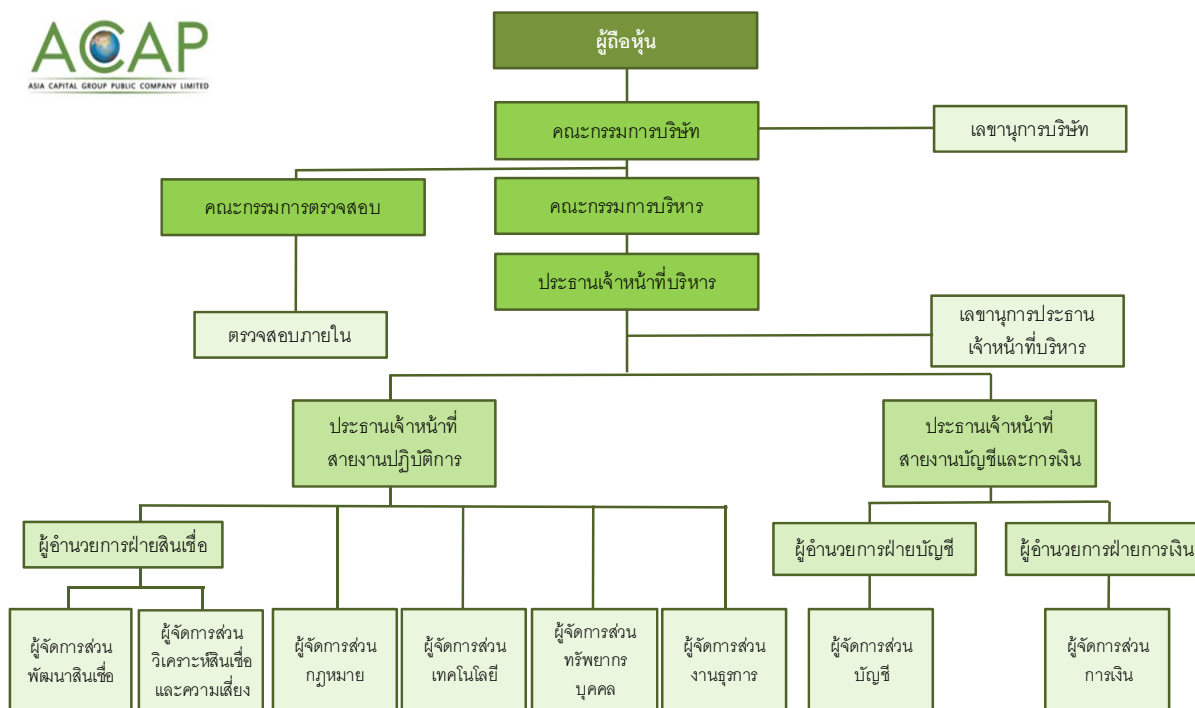 ACAP
ASIA CAPITAL GROUP PUBLIC COMPANY LIMITED
ผู้ถือหุ้น
คณะกรรมการบริษัท
เลขานุการบริษัท
คณะกรรมการตรวจสอบ
คณะกรรมการบริหาร
ประธานเจ้าหน้าที่บริหาร
ตรวจสอบภายใน
เลขานุการประธาน
เจ้าหน้าที่บริหาร
ประธานเจ้าหน้าที่
สายงานปฏิบัติการ
ประธานเจ้าหน้าที่
สายงานบัญชีและการเงิน
ผู้อำนวยการฝ่ายสินเชื่อ
ผู้อำนวยการฝ่ายบัญชี
ผู้อำนวยการฝ่ายการเงิน
ผู้จัดการส่วน
พัฒนาสินเชื่อ
ผู้จัดการส่วน
วิเคราะห์สินเชื่อ
และความเสี่ยง
ผู้จัดการส่วน
กฎหมาย
ผู้จัดการส่วน
เทคโนโลยี
ผู้จัดการส่วน
ทรัพยากร
บุคคล
ผู้จัดการส่วน
งานธุรการ
ผู้จัดการส่วน
บัญชี
ผู้จัดการส่วน
การเงิน